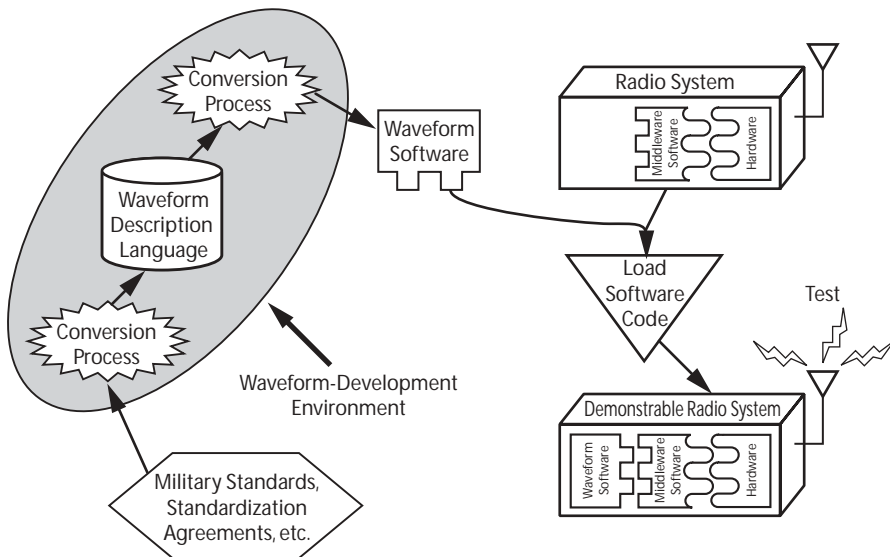 Conversion
Process
Waveform
Description
Language
Conversion
Process
Waveform-Development
Environment
Military Standards,
Standardization
Agreements, etc.
Waveform
Software
Radio System
Middleware
Software
Hardware
Load
Software
Code
Test
Demonstrable Radio System
Waveform
Software
Middleware
Software
Hardware